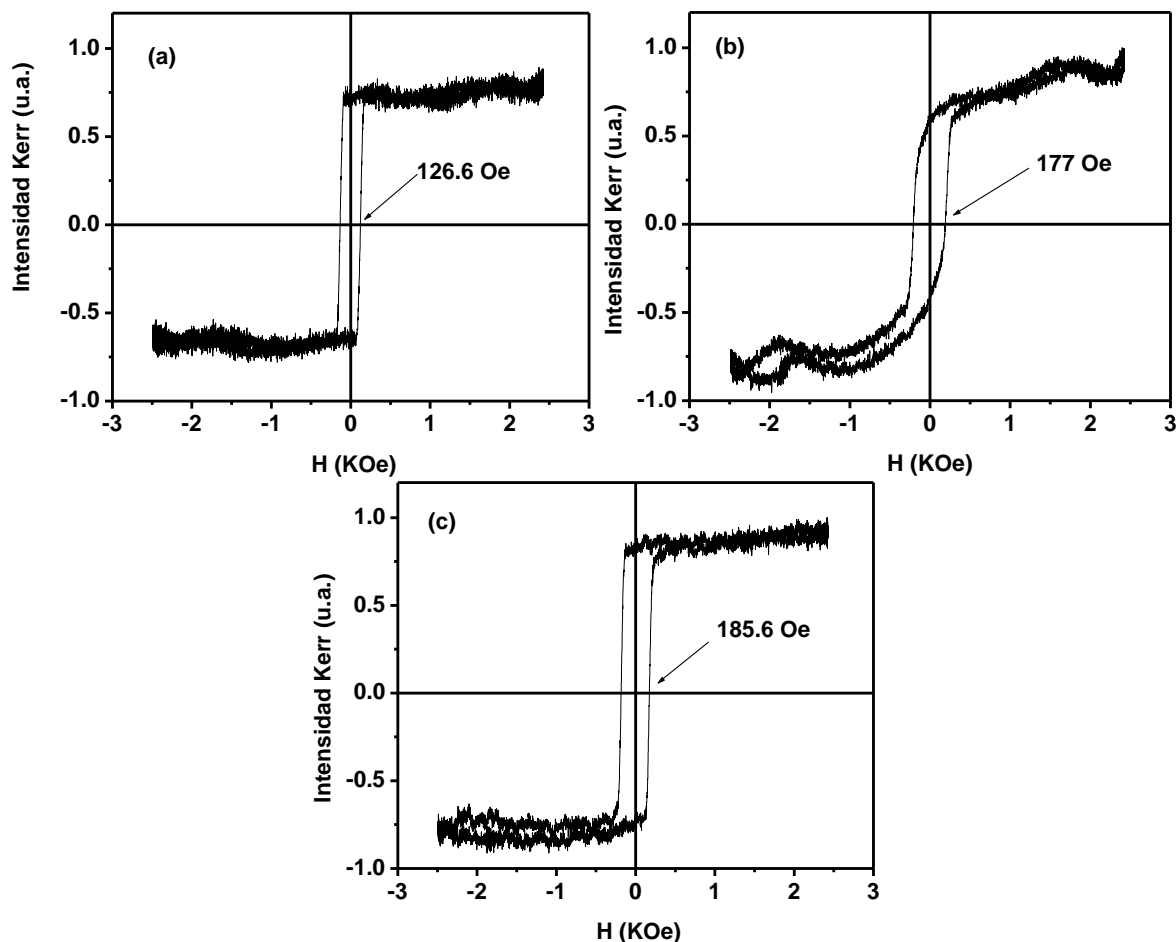 (a)
1.0
0.5
0.0
-0.5
-1.0
Intensidad Kerr (u.a.)
126.6 Oe
-3 -2 -1 0 1 2 3
H (KOe)
(b)
1.0
0.5
0.0
-0.5
-1.0
Intensidad Kerr (u.a.)
177 Oe
-3 -2 -1 0 1 2 3
H (KOe)
(c)
1.0
0.5
0.0
-0.5
-1.0
Intensidad Kerr (u.a.)
185.6 Oe
-3 -2 -1 0 1 2 3
H (KOe)